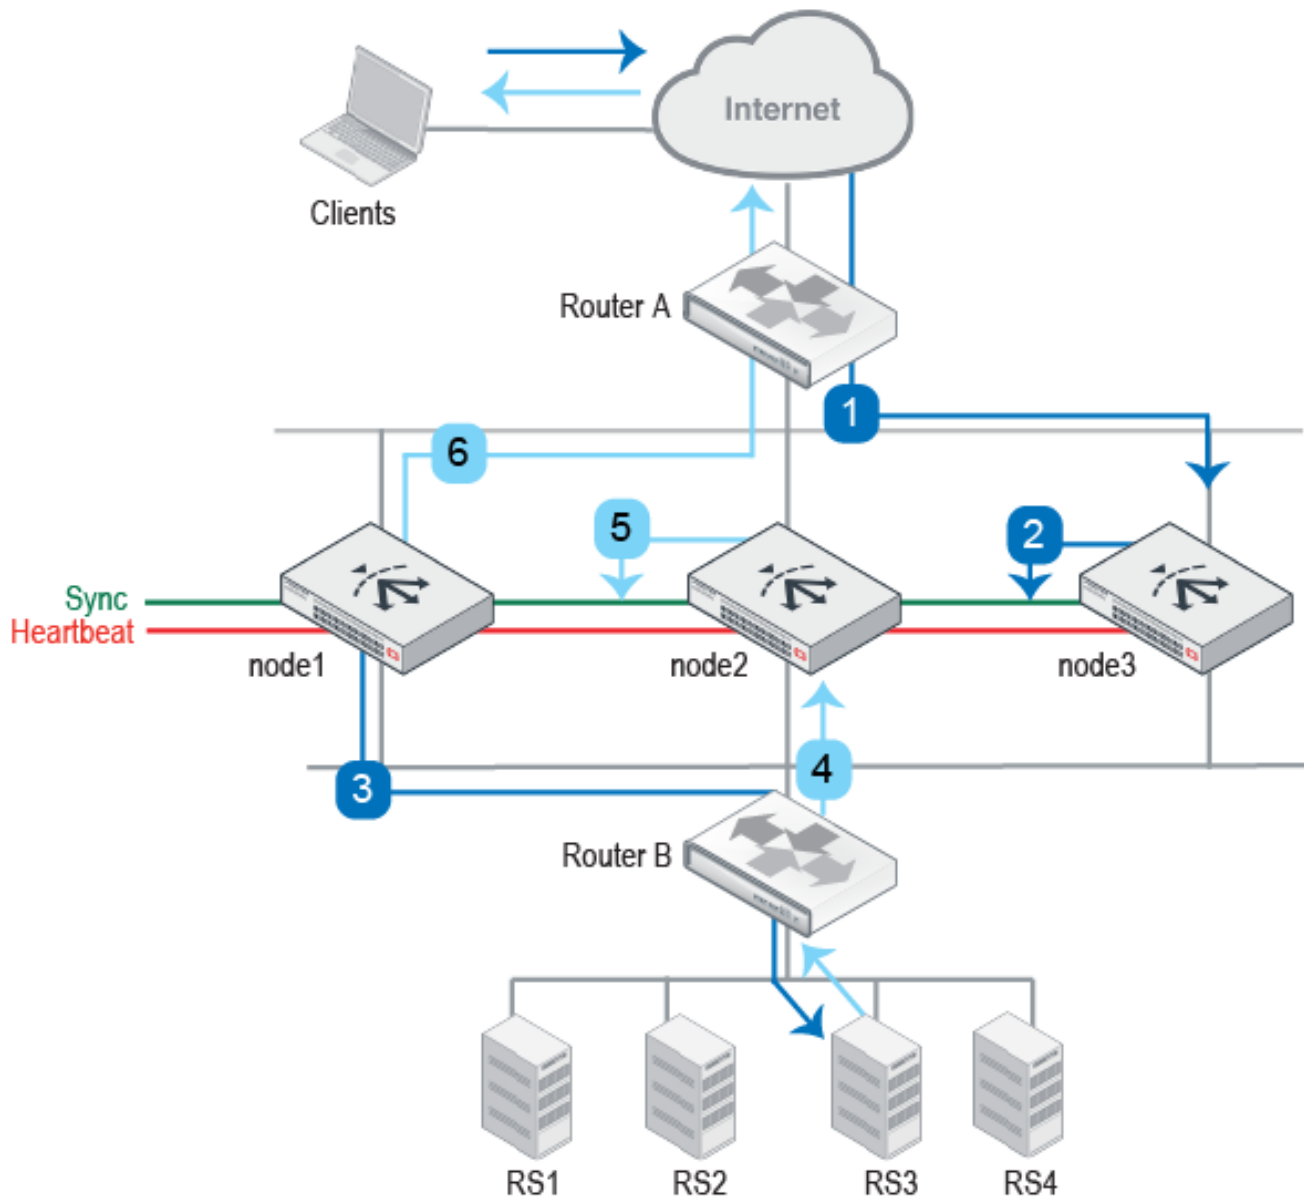 Internet
Clients
Router A
1
6
5
2
Sync
Heartbeat
node1
node2
node3
4
3
Router B
RS1
RS2
RS3
RS4